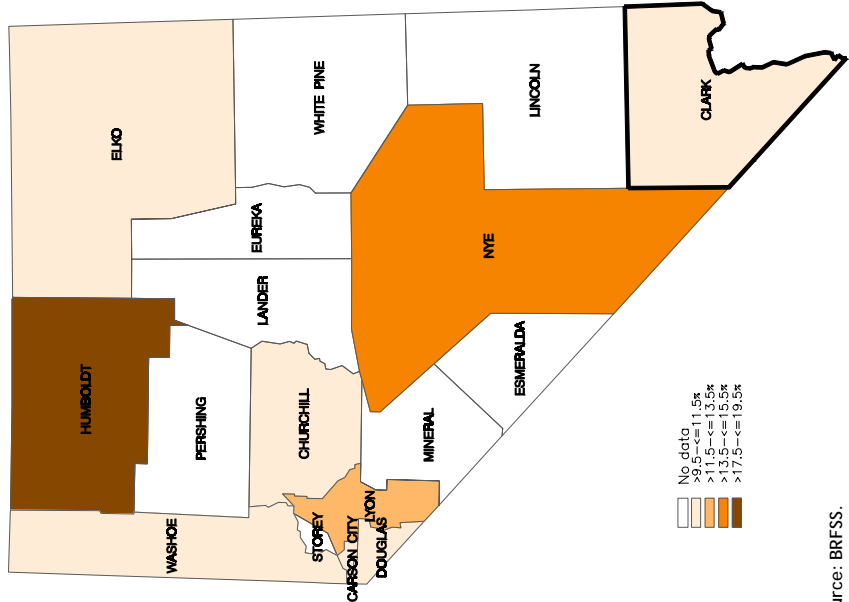 ELKO
WHITE PINE
LINCOLN
CLARK
EUREKA
NYE
HUMBOLDT
LANDER
ESMERALDA
PERSHING
CHURCHILL
MINERAL
WASHOE
STOREY
CARSON CITY
LYON
DOUGLAS
No data
>9.5-<=11.5%
>11.5-<=13.5%
>13.5-<=15.5%
>17.5-<=19.5%
urce: BRFSS.